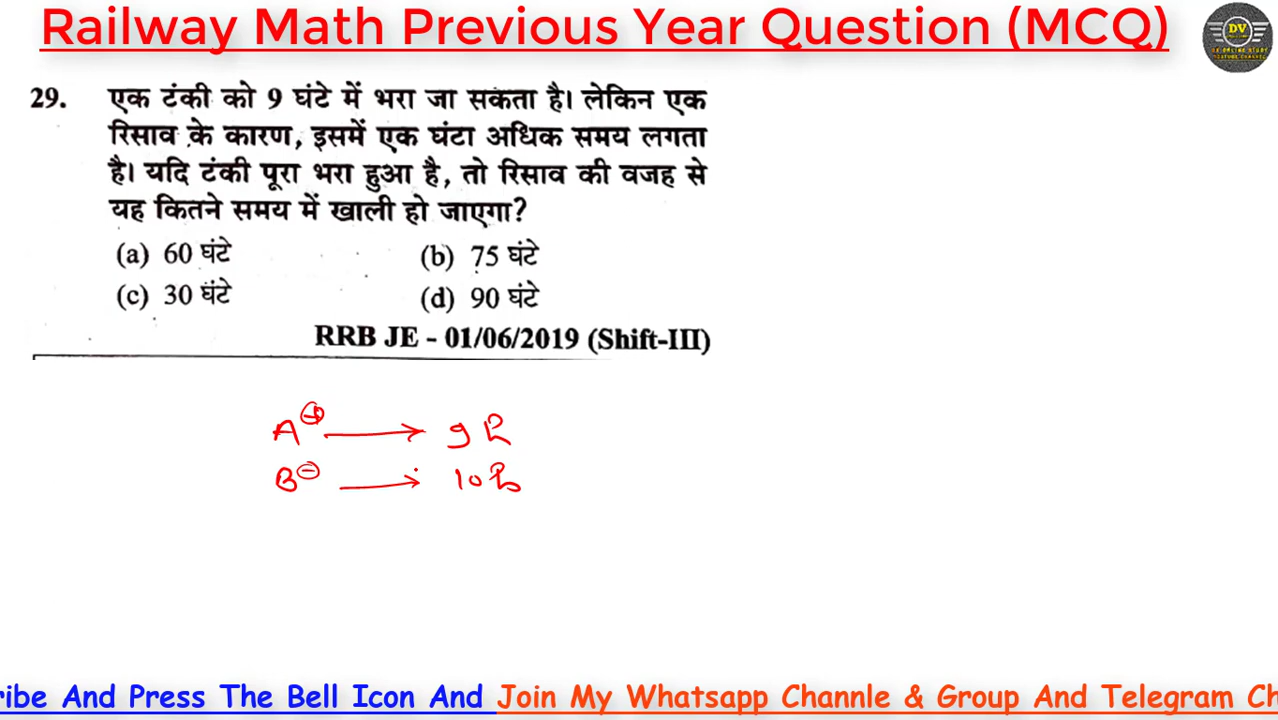 Railway Math Previous Year Question (MCQ)
DV
29. एक टंकी को 9 घंटे में भरा जा सकता है। लेकिन एक
रिसाव के कारण, इसमें एक घंटा अधिक समय लगता
है। यदि टंकी पूरा भरा हुआ है, तो रिसाव की वजह से
यह कितने समय में खाली हो जाएगा?
(a) 60 घंटे (b) 75 घंटे
(c) 30 घंटे (d) 90 घंटे
RRB JE - 01/06/2019 (Shift-III)
A⊕ → 9 h
B⊖ → 10 h
ribe And Press The Bell Icon And Join My Whatsapp Channle & Group And Telegram Ch